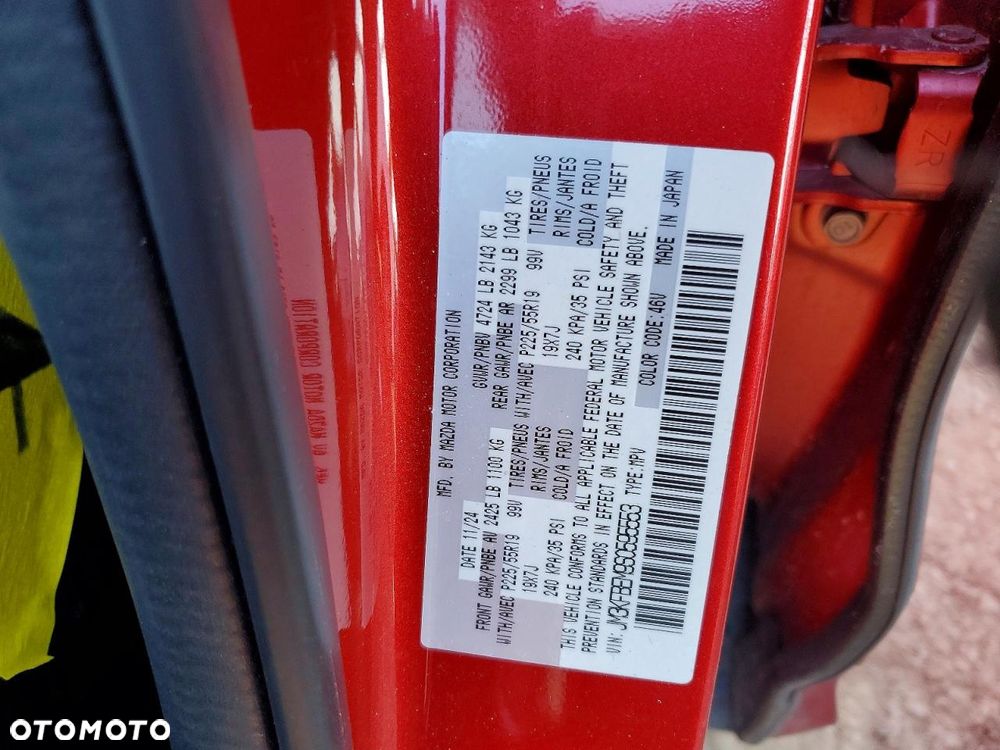 MFD. BY MAZDA MOTOR CORPORATION
DATE 11/24
GVWR/PNBV 4724 LB 2143 KG
FRONT GAWR/PNBE AV 2425 LB 1100 KG
REAR GAWR/PNBE AR 2299 LB 1043 KG
WITH/AVEC P225/55R19 99V TIRES/PNEUS
WITH/AVEC P225/55R19 99V TIRES/PNEUS
19X7J RIMS/JANTES
19X7J RIMS/JANTES
240 KPA/35 PSI COLD/A FROID
240 KPA/35 PSI COLD/A FROID
THIS VEHICLE CONFORMS TO ALL APPLICABLE FEDERAL MOTOR VEHICLE SAFETY AND THEFT
PREVENTION STANDARDS IN EFFECT ON THE DATE OF MANUFACTURE SHOWN ABOVE.
VIN: JM3KFBBM9S0595553 TYPE:MPV
COLOR CODE:46V MADE IN JAPAN
ZR
OTOMOTO